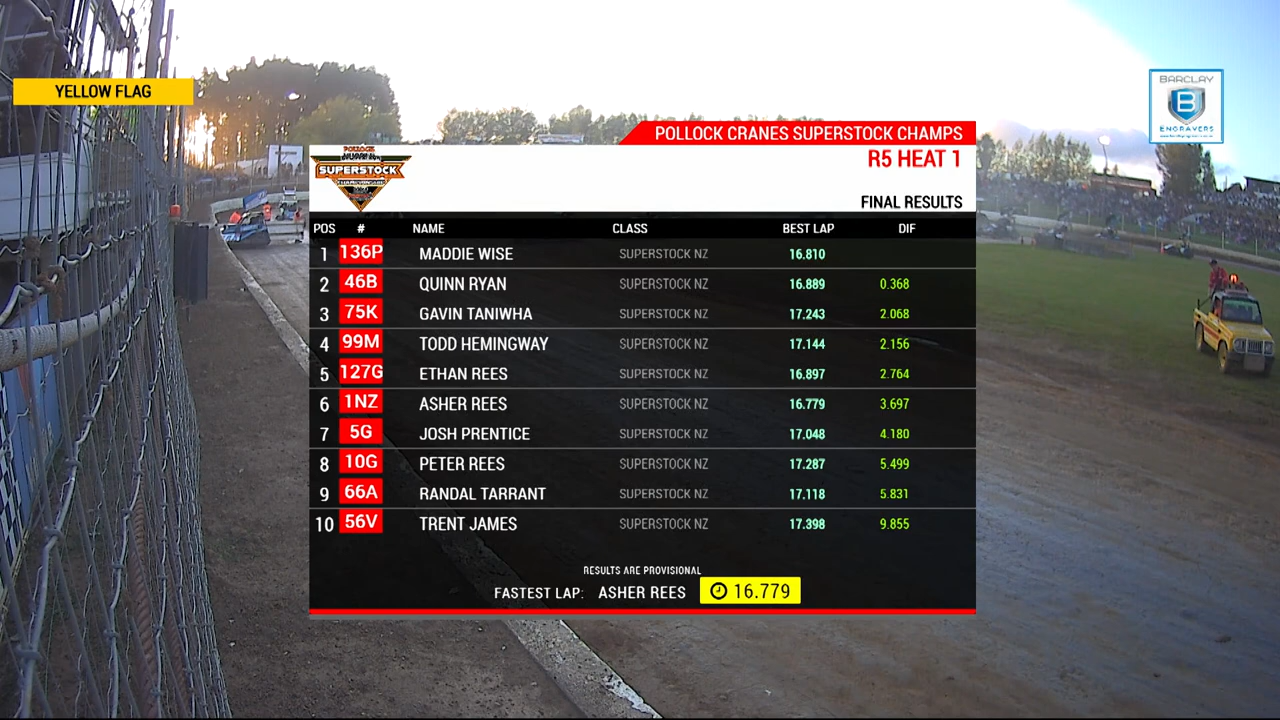 YELLOW FLAG
BARCLAY
B
ENGRAVERS
POLLOCK CRANES SUPERSTOCK CHAMPS
R5 HEAT 1
FINAL RESULTS
SUPERSTOCK
POS # NAME CLASS BEST LAP DIF
1 136P MADDIE WISE SUPERSTOCK NZ 16.810
2 46B QUINN RYAN SUPERSTOCK NZ 16.889 0.368
3 75K GAVIN TANIWHA SUPERSTOCK NZ 17.243 2.068
4 99M TODD HEMINGWAY SUPERSTOCK NZ 17.144 2.156
5 127G ETHAN REES SUPERSTOCK NZ 16.897 2.764
6 1NZ ASHER REES SUPERSTOCK NZ 16.779 3.697
7 5G JOSH PRENTICE SUPERSTOCK NZ 17.048 4.180
8 10G PETER REES SUPERSTOCK NZ 17.287 5.499
9 66A RANDAL TARRANT SUPERSTOCK NZ 17.118 5.831
10 56V TRENT JAMES SUPERSTOCK NZ 17.398 9.855
RESULTS ARE PROVISIONAL
FASTEST LAP: ASHER REES 16.779